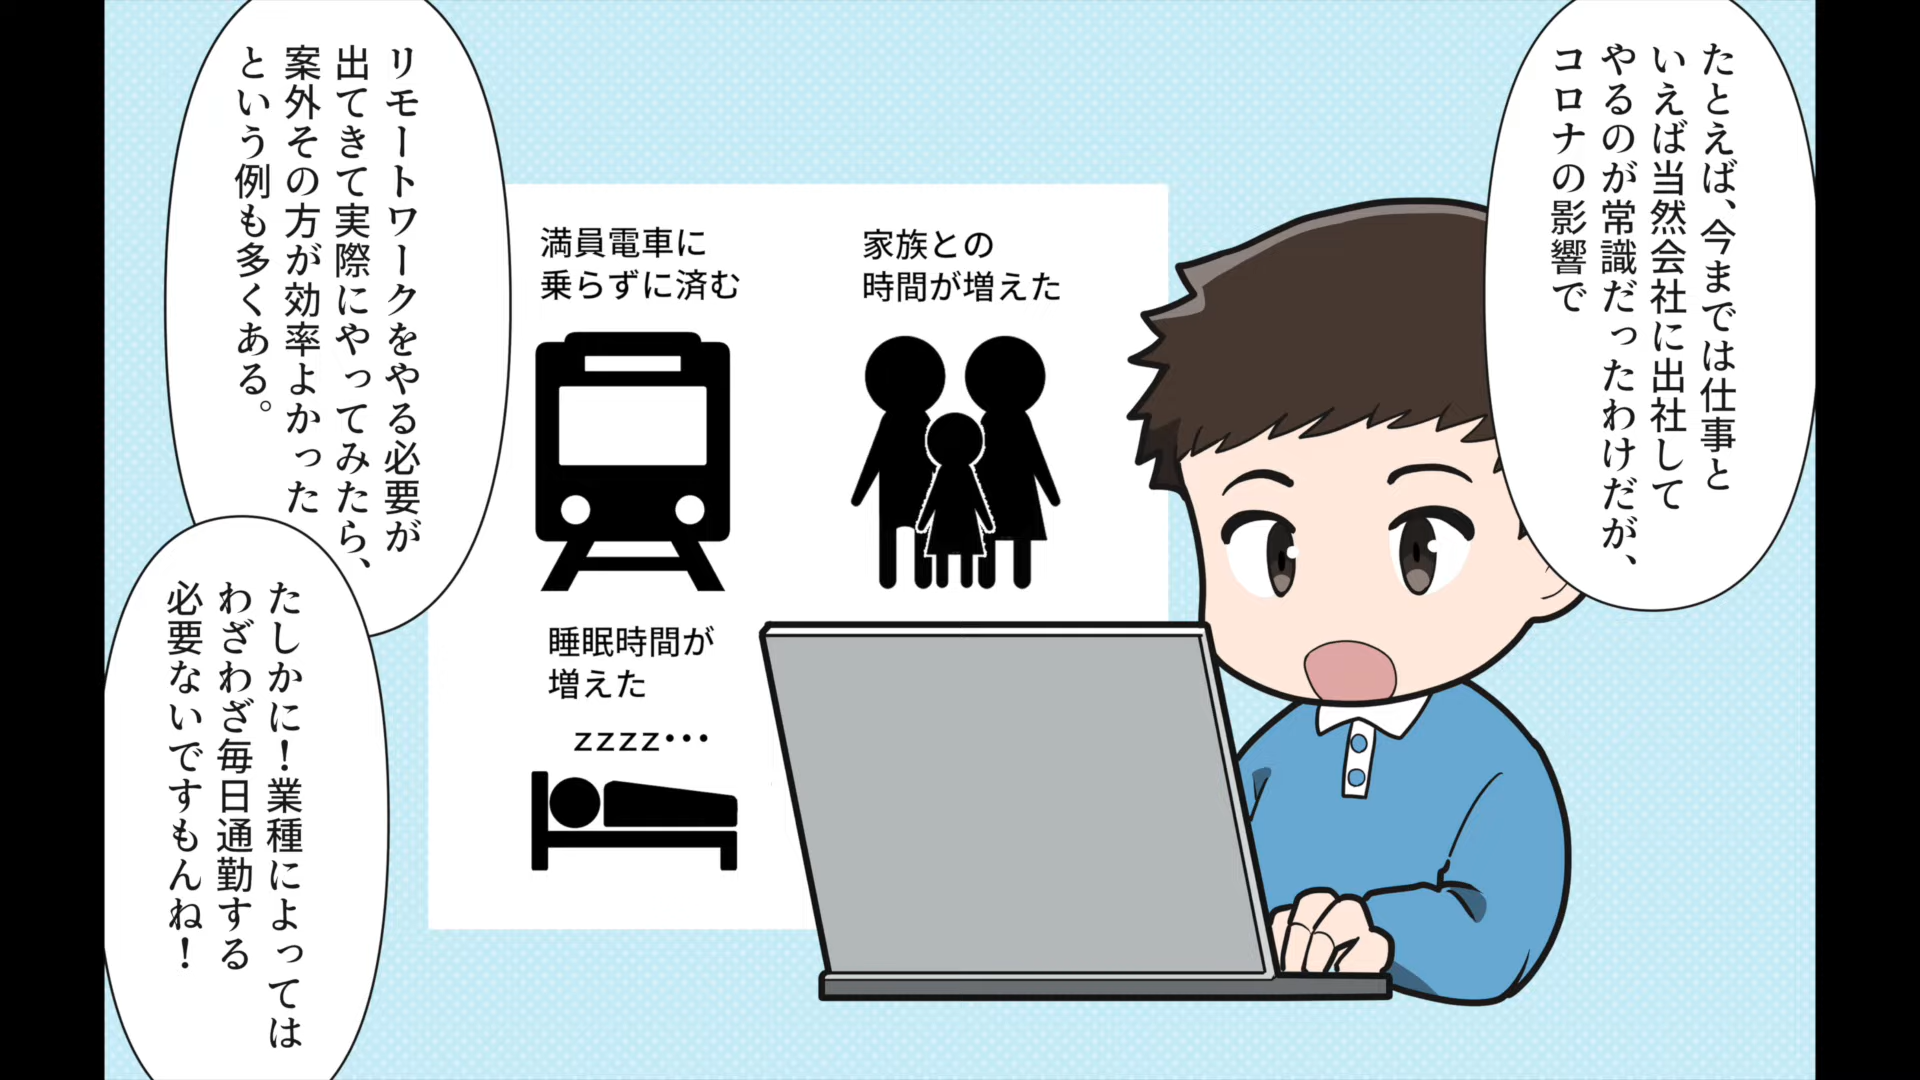 たとえば、今までは仕事と
いえば当然会社に出社して
やるのが常識だったわけだが、
コロナの影響で
リモートワークをやる必要が
出てきて実際にやってみたら、
案外その方が効率よかった
という例も多くある。
満員電車に
乗らずに済む
家族との
時間が増えた
睡眠時間が
増えた
zzzz…
たしかに！業種によっては
わざわざ毎日通勤する
必要ないですもんね！